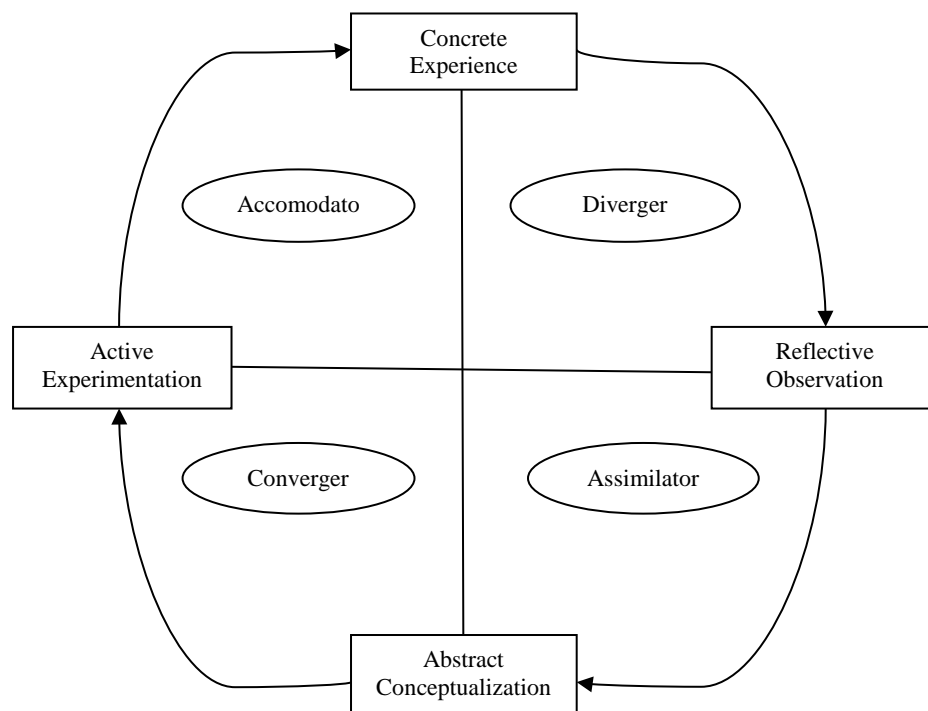 Concrete
Experience
Accomodato
Diverger
Active
Experimentation
Reflective
Observation
Converger
Assimilator
Abstract
Conceptualization